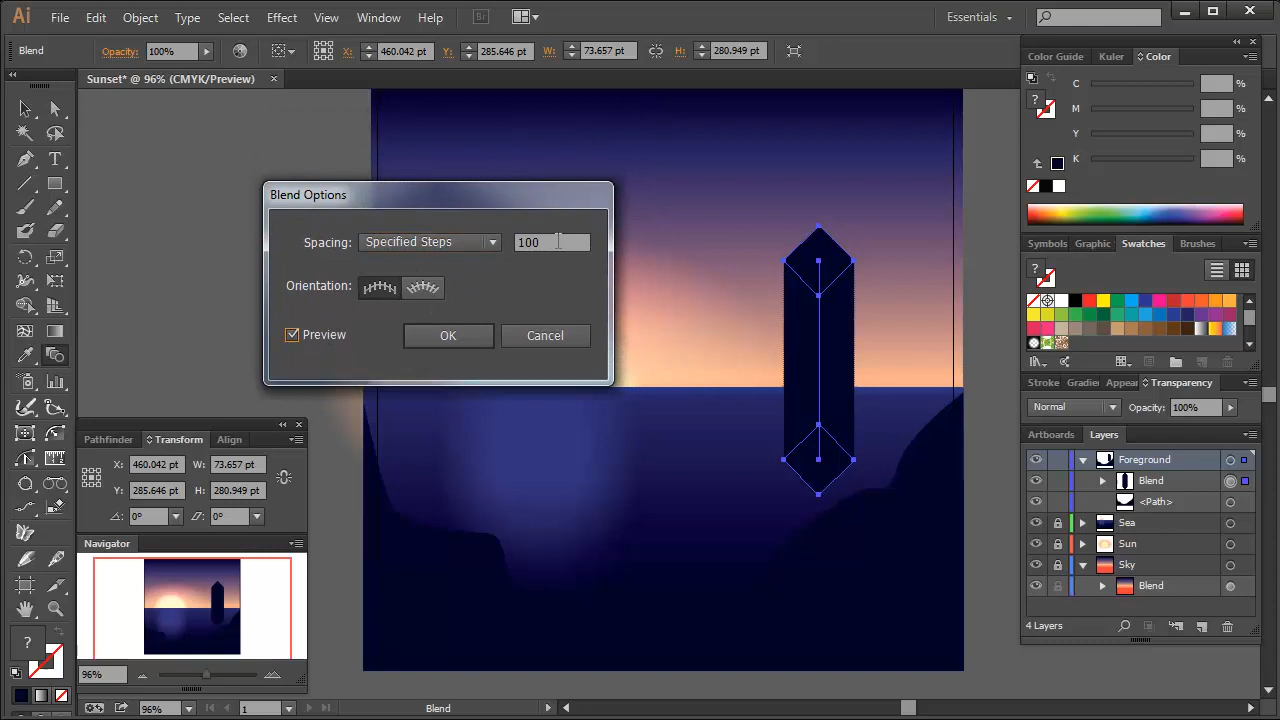 Ai File Edit Object Type Select Effect View Window Help Br Essentials
Blend Opacity: 100% X: 460.042 pt Y: 285.646 pt W: 73.657 pt H: 280.949 pt
Sunset* @ 96% (CMYK/Preview) ×
Color Guide Kuler Color
C %
M %
Y %
K %
?
Blend Options
Spacing: Specified Steps 100
Orientation:
Preview OK Cancel
Symbols Graphic Swatches Brushes
?
Stroke Gradie Appear Transparency
Normal Opacity: 100%
Artboards Layers
Foreground
Blend
<Path>
Sea
Sun
Sky
Blend
4 Layers
Pathfinder Transform Align
X: 460.042 pt W: 73.657 pt
Y: 285.646 pt H: 280.949 pt
0° 0°
Navigator
96%
?
96% 1 Blend